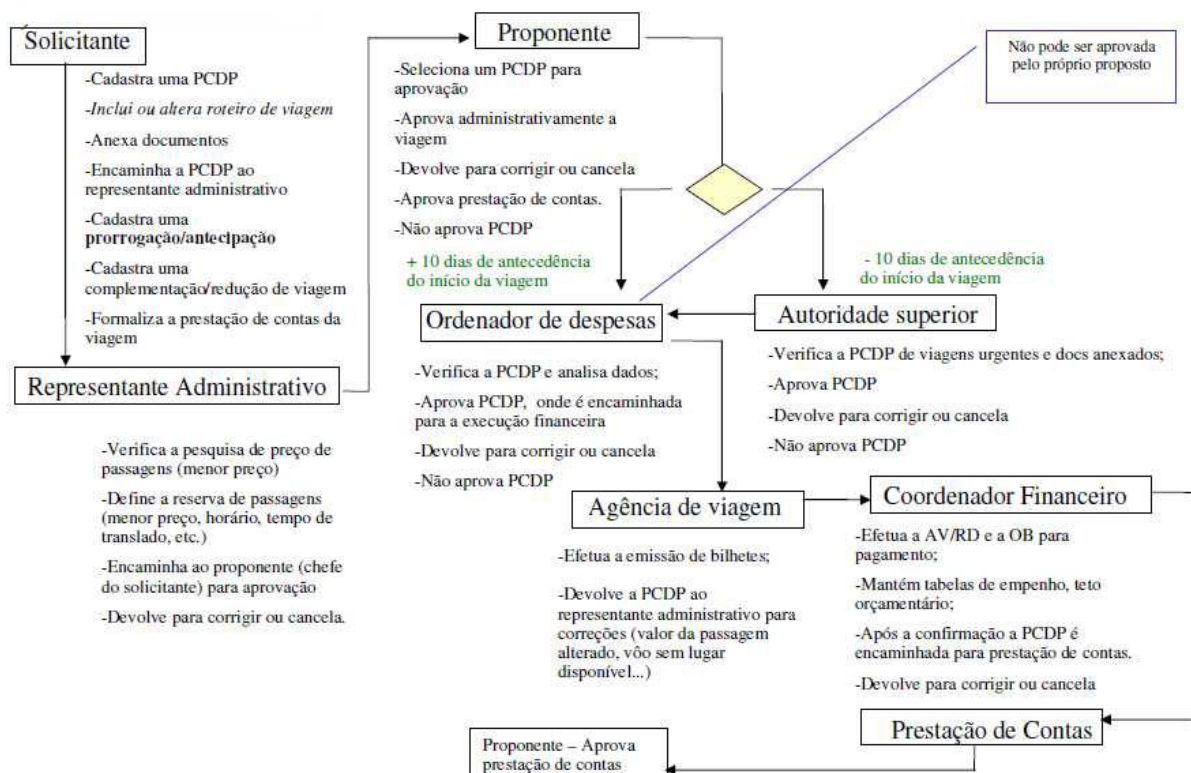 Solicitante
-Cadastra uma PCDP
-Inclui ou altera roteiro de viagem
-Anexa documentos
-Encaminha a PCDP ao
representante administrativo
-Cadastra uma
prorrogação/antecipação
-Cadastra uma
complementação/redução de viagem
-Formaliza a prestação de contas da
viagem
Representante Administrativo
-Verifica a pesquisa de preço de
passagens (menor preço)
-Define a reserva de passagens
(menor preço, horário, tempo de
translado, etc.)
-Encaminha ao proponente (chefe
do solicitante) para aprovação
-Devolve para corrigir ou cancela.
Proponente
-Seleciona um PCDP para
aprovação
-Aprova administrativamente a
viagem
-Devolve para corrigir ou cancela
-Aprova prestação de contas.
-Não aprova PCDP
+ 10 dias de antecedência
do início da viagem
- 10 dias de antecedência
do início da viagem
Não pode ser aprovada
pelo próprio proposto
Ordenador de despesas
-Verifica a PCDP e analisa dados;
-Aprova PCDP, onde é encaminhada
para a execução financeira
-Devolve para corrigir ou cancela
-Não aprova PCDP
Autoridade superior
-Verifica a PCDP de viagens urgentes e docs anexados;
-Aprova PCDP
-Devolve para corrigir ou cancela
-Não aprova PCDP
Agência de viagem
-Efetua a emissão de bilhetes;
-Devolve a PCDP ao
representante administrativo para
correções (valor da passagem
alterado, vôo sem lugar
disponível...)
Coordenador Financeiro
-Efetua a AV/RD e a OB para
pagamento;
-Mantém tabelas de empenho, teto
orçamentário;
-Após a confirmação a PCDP é
encaminhada para prestação de contas.
-Devolve para corrigir ou cancela
Prestação de Contas
Proponente – Aprova
prestação de contas